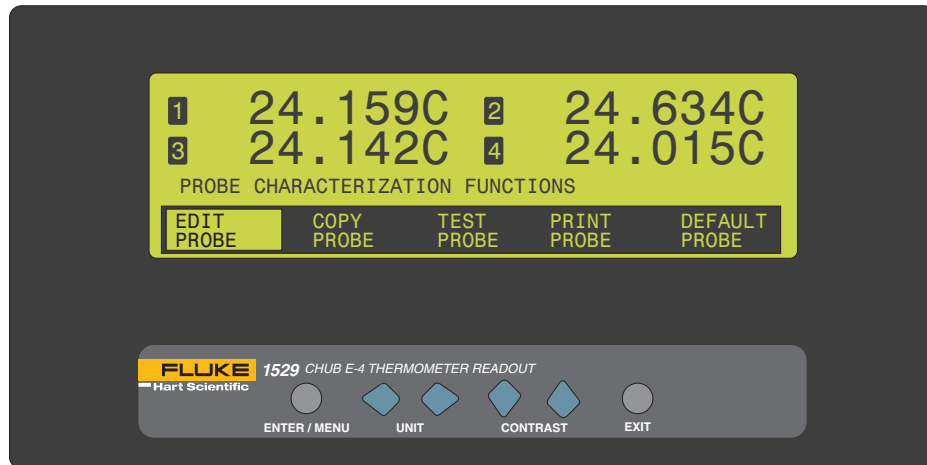 1 24.159C 2 24.634C
3 24.142C 4 24.015C
PROBE CHARACTERIZATION FUNCTIONS
EDIT COPY TEST PRINT DEFAULT
PROBE PROBE PROBE PROBE PROBE
FLUKE 1529 CHUB E-4 THERMOMETER READOUT
Hart Scientific
ENTER / MENU UNIT CONTRAST EXIT